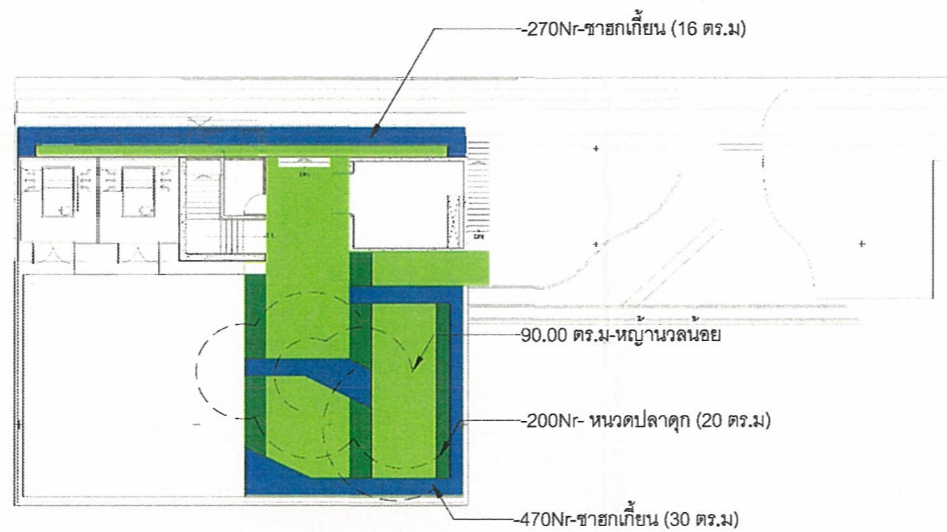 -270Nr-ชาฮกเกี้ยน (16 ตร.ม)
-90.00 ตร.ม-หญ้านวลน้อย
-200Nr- หนวดปลาดุก (20 ตร.ม)
-470Nr-ชาฮกเกี้ยน (30 ตร.ม)